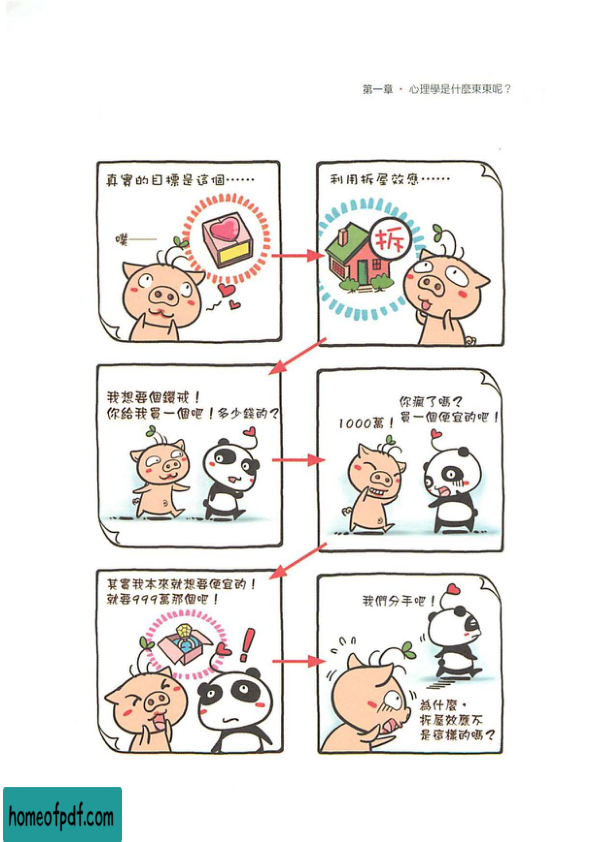 第一章 • 心理學是什麼東東呢？
真實的目標是這個……
噗——
利用拆屋效應……
拆
我想要個鑽戒！
你給我買一個吧！多少錢的？
1000萬！
你瘋了嗎？
買一個便宜的吧！
其實我本來就想要便宜的！
就要999萬那個吧！
我們分手吧！
為什麼，
拆屋效應不
是這樣的嗎？
homeofpdf.com